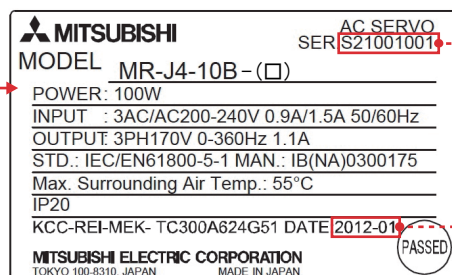 MITSUBISHI
AC SERVO
SER.S21001001
MODEL MR-J4-10B-(□)
POWER: 100W
INPUT : 3AC/AC200-240V 0.9A/1.5A 50/60Hz
OUTPUT: 3PH170V 0-360Hz 1.1A
STD.: IEC/EN61800-5-1 MAN.: IB(NA)0300175
Max. Surrounding Air Temp.: 55°C
IP20
KCC-REI-MEK- TC300A624G51 DATE 2012-01
PASSED
MITSUBISHI ELECTRIC CORPORATION
TOKYO 100-8310, JAPAN MADE IN JAPAN